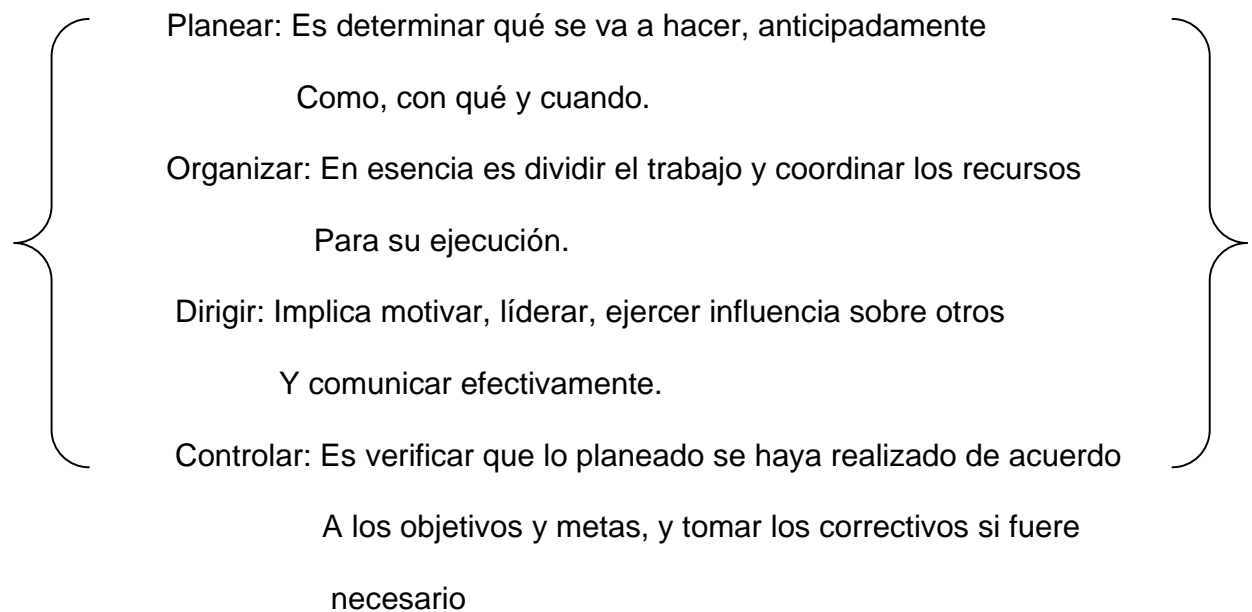 Planear: Es determinar qué se va a hacer, anticipadamente
Como, con qué y cuando.
Organizar: En esencia es dividir el trabajo y coordinar los recursos
Para su ejecución.
Dirigir: Implica motivar, líderar, ejercer influencia sobre otros
Y comunicar efectivamente.
Controlar: Es verificar que lo planeado se haya realizado de acuerdo
A los objetivos y metas, y tomar los correctivos si fuere
necesario